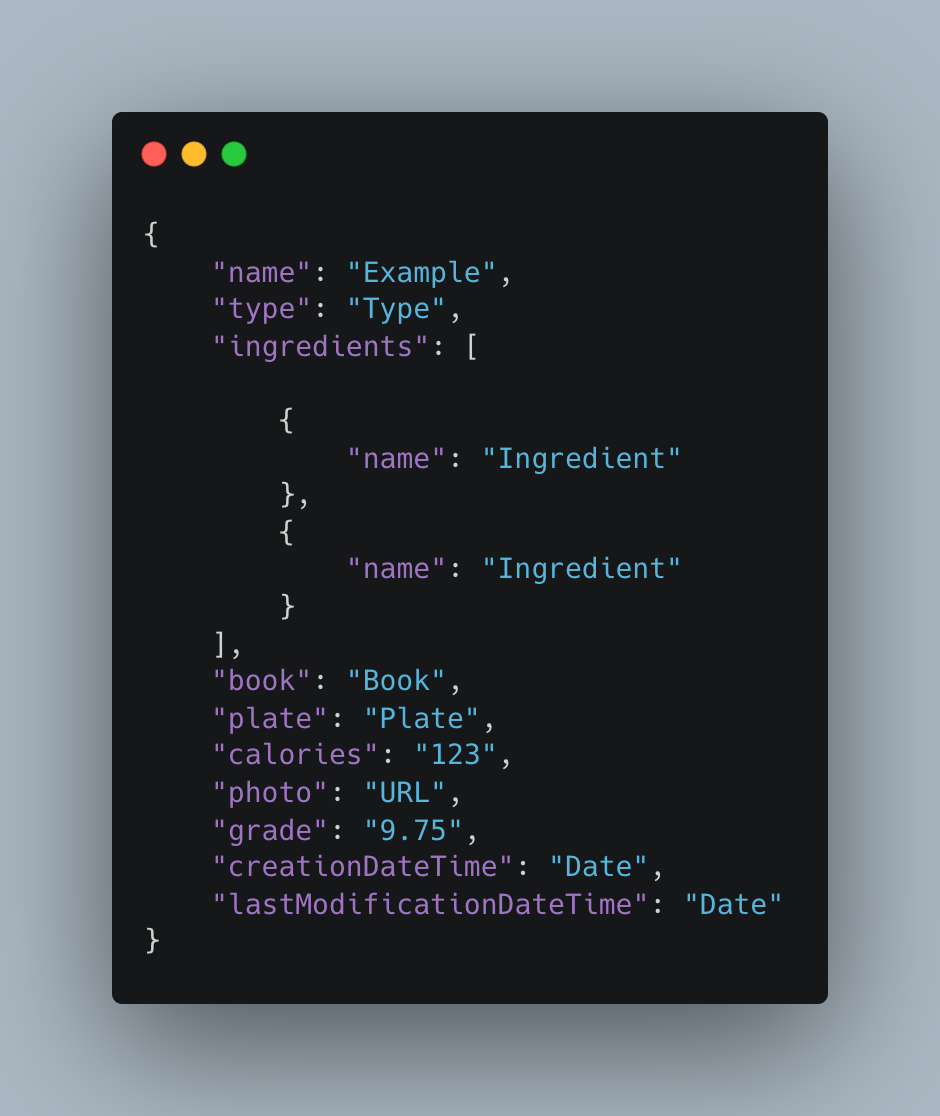 {
    "name": "Example",
    "type": "Type",
    "ingredients": [

        {
            "name": "Ingredient"
        },
        {
            "name": "Ingredient"
        }
    ],
    "book": "Book",
    "plate": "Plate",
    "calories": "123",
    "photo": "URL",
    "grade": "9.75",
    "creationDateTime": "Date",
    "lastModificationDateTime": "Date"
}